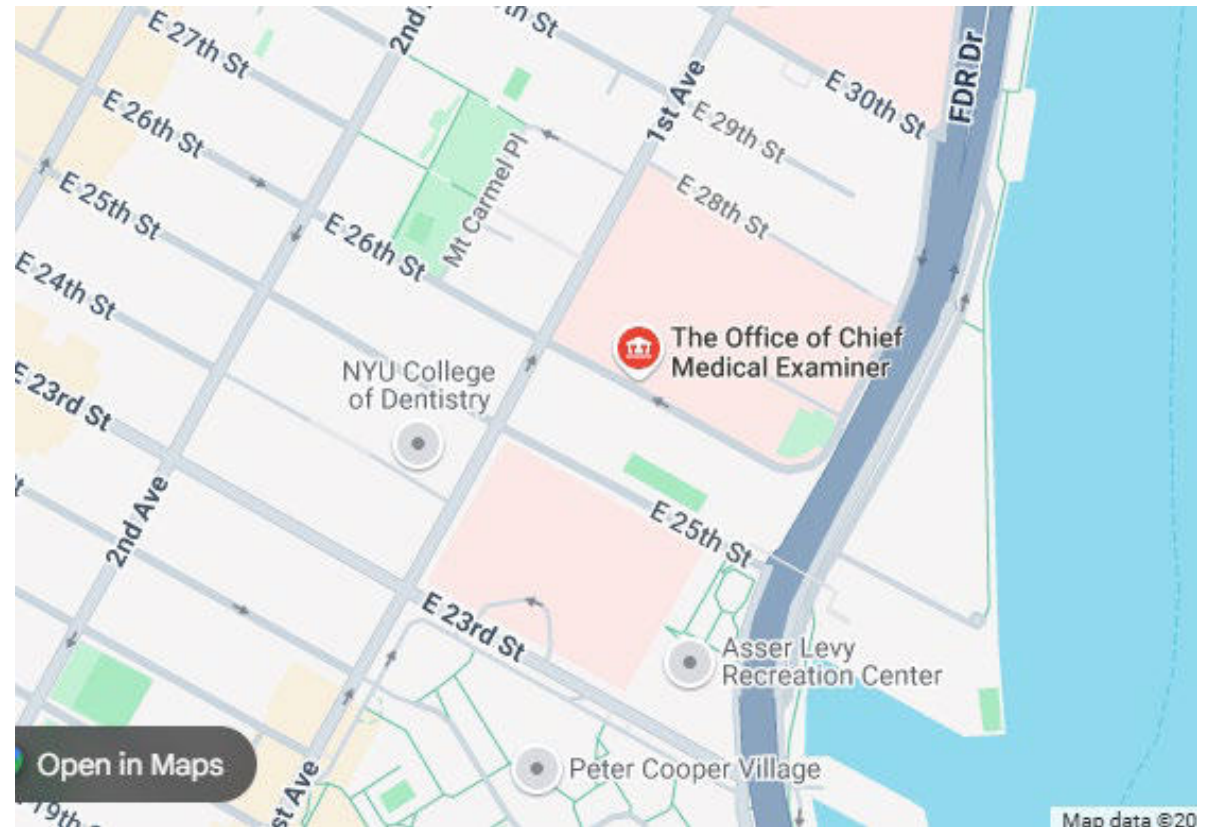 E 27th St
2nd
th St
1st Ave
FDR Dr
E 30th St
E 29th St
E 26th St
E 28th St
Mt Carmel Pl
E 25th St
E 26th St
E 24th St
The Office of Chief
Medical Examiner
NYU College
of Dentistry
E 23rd St
2nd Ave
E 25th St
E 23rd St
Asser Levy
Recreation Center
Open in Maps
Peter Cooper Village
st Ave
19th
Map data ©20